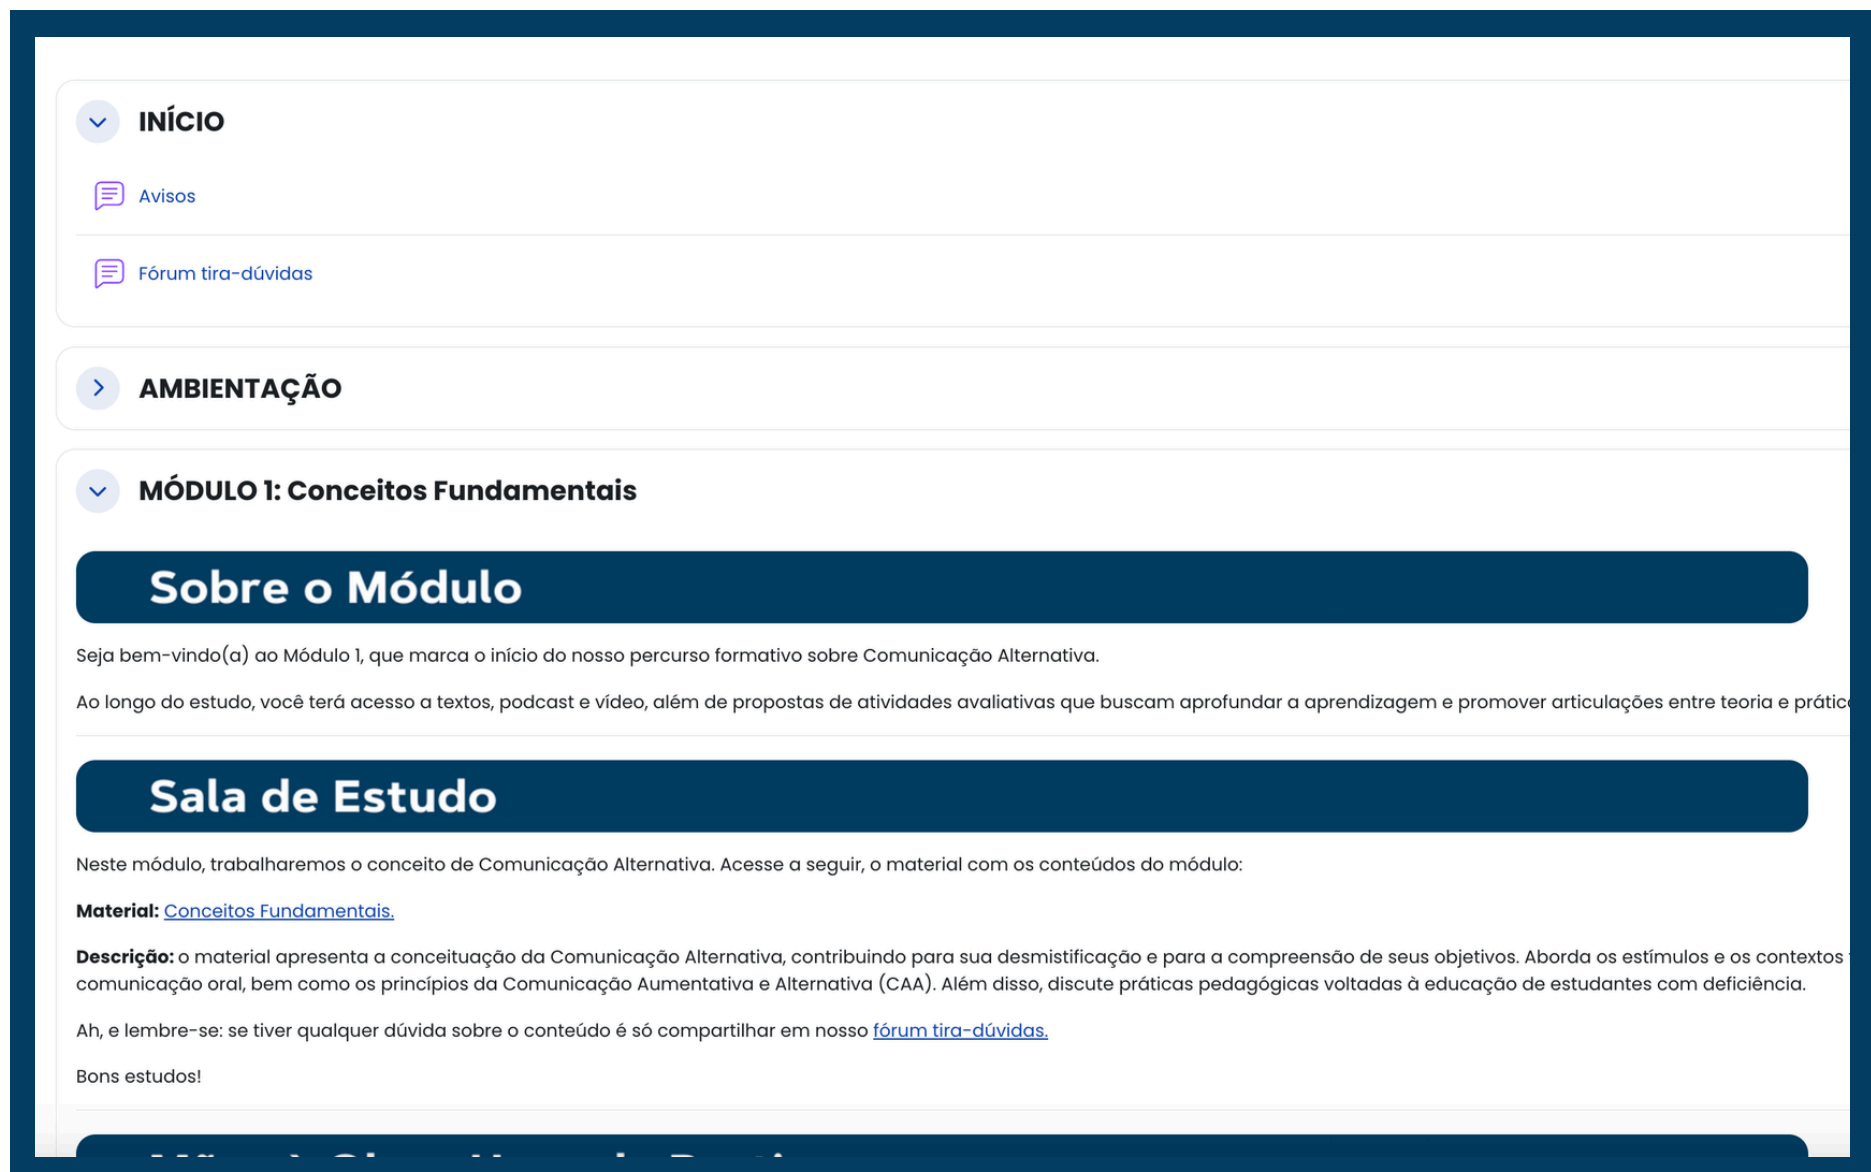 INÍCIO
Avisos
Fórum tira-dúvidas
AMBIENTAÇÃO
MÓDULO 1: Conceitos Fundamentais
Sobre o Módulo
Seja bem-vindo(a) ao Módulo 1, que marca o início do nosso percurso formativo sobre Comunicação Alternativa.
Ao longo do estudo, você terá acesso a textos, podcast e vídeo, além de propostas de atividades avaliativas que buscam aprofundar a aprendizagem e promover articulações entre teoria e
Sala de Estudo
Neste módulo, trabalharemos o conceito de Comunicação Alternativa. Acesse a seguir, o material com os conteúdos do módulo:
Material: Conceitos Fundamentais.
Descrição: o material apresenta a conceituação da Comunicação Alternativa, contribuindo para sua desmistificação e para a compreensão de seus objetivos. Aborda os estímulos e os contextos
comunicação oral, bem como os princípios da Comunicação Aumentativa e Alternativa (CAA). Além disso, discute práticas pedagógicas voltadas à educação de estudantes com deficiência.
Ah, e lembre-se: se tiver qualquer dúvida sobre o conteúdo é só compartilhar em nosso fórum tira-dúvidas.
Bons estudos!